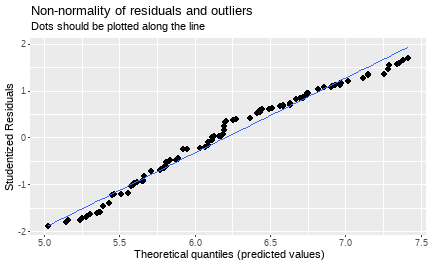 Non-normality of residuals and outliers
Dots should be plotted along the line
Studentized Residuals
2
1
0
-1
-2
5.0 5.5 6.0 6.5 7.0 7.5
Theoretical quantiles (predicted values)